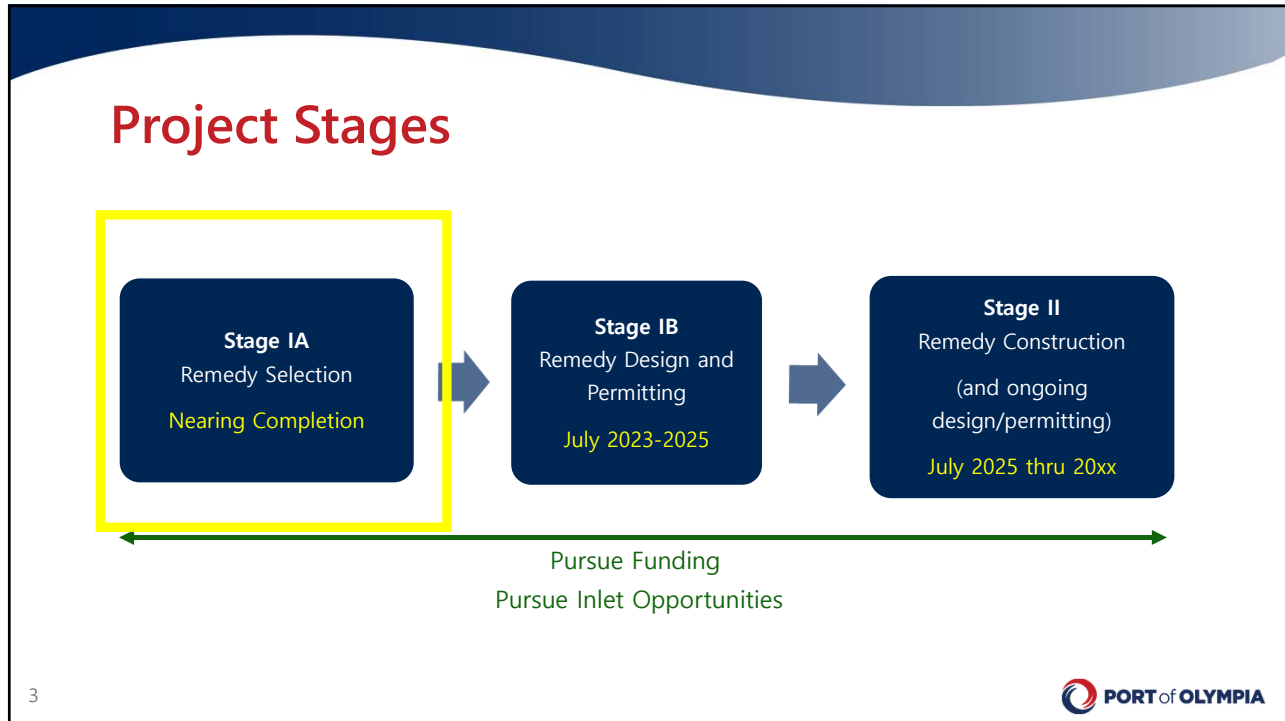 Project Stages
Stage IA
Remedy Selection
Nearing Completion
Stage IB
Remedy Design and
Permitting
July 2023-2025
Stage II
Remedy Construction
(and ongoing
design/permitting)
July 2025 thru 20xx
Pursue Funding
Pursue Inlet Opportunities
3
PORT of OLYMPIA